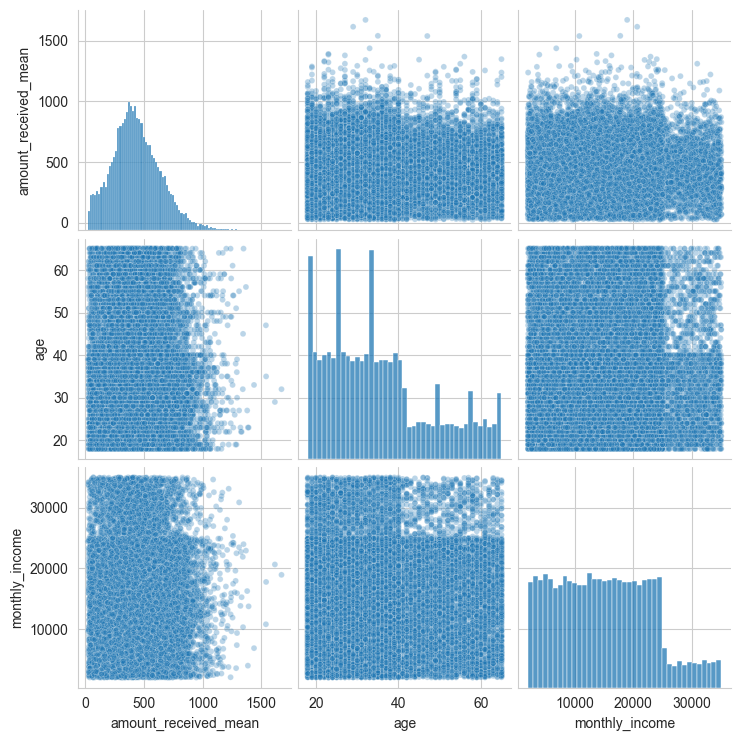 1500
1000
500
0
amount_received_mean
60
50
40
30
20
age
30000
20000
10000
monthly_income
0 500 1000 1500
20 40 60
10000 20000 30000
amount_received_mean
age
monthly_income